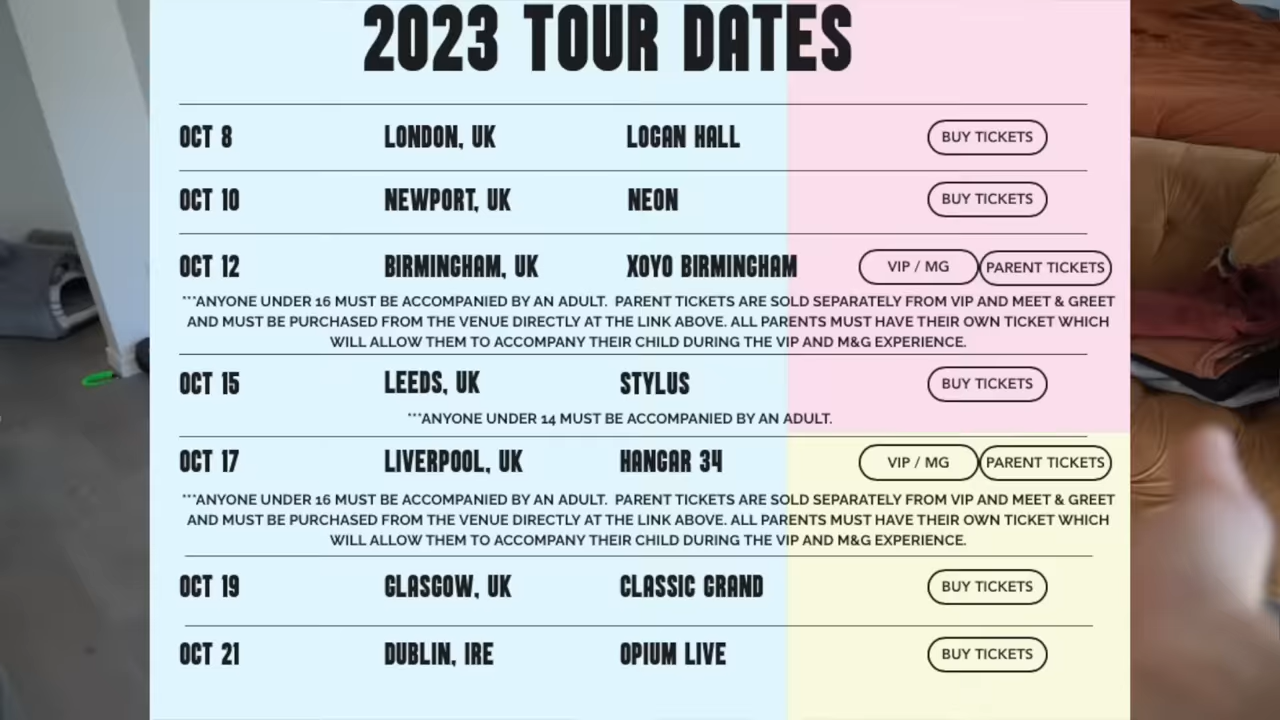 2023 TOUR DATES
OCT 8 LONDON, UK LOGAN HALL BUY TICKETS
OCT 10 NEWPORT, UK NEON BUY TICKETS
OCT 12 BIRMINGHAM, UK XOYO BIRMINGHAM VIP / MG PARENT TICKETS
***ANYONE UNDER 16 MUST BE ACCOMPANIED BY AN ADULT. PARENT TICKETS ARE SOLD SEPARATELY FROM VIP AND MEET & GREET
AND MUST BE PURCHASED FROM THE VENUE DIRECTLY AT THE LINK ABOVE. ALL PARENTS MUST HAVE THEIR OWN TICKET WHICH
WILL ALLOW THEM TO ACCOMPANY THEIR CHILD DURING THE VIP AND M&G EXPERIENCE.
OCT 15 LEEDS, UK STYLUS BUY TICKETS
***ANYONE UNDER 14 MUST BE ACCOMPANIED BY AN ADULT.
OCT 17 LIVERPOOL, UK HANGAR 34 VIP / MG PARENT TICKETS
***ANYONE UNDER 16 MUST BE ACCOMPANIED BY AN ADULT. PARENT TICKETS ARE SOLD SEPARATELY FROM VIP AND MEET & GREET
AND MUST BE PURCHASED FROM THE VENUE DIRECTLY AT THE LINK ABOVE. ALL PARENTS MUST HAVE THEIR OWN TICKET WHICH
WILL ALLOW THEM TO ACCOMPANY THEIR CHILD DURING THE VIP AND M&G EXPERIENCE.
OCT 19 GLASGOW, UK CLASSIC GRAND BUY TICKETS
OCT 21 DUBLIN, IRE OPIUM LIVE BUY TICKETS